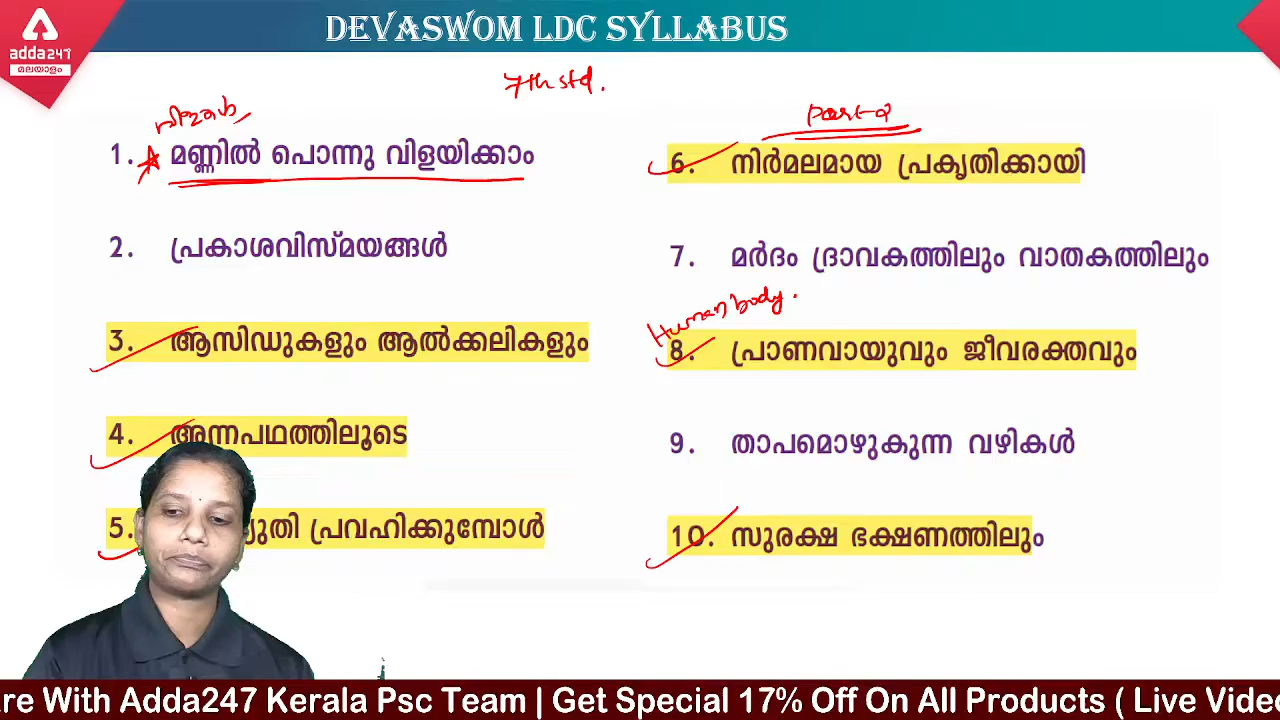 DEVASWOM LDC SYLLABUS
adda247
മലയാളം
7th std.
1. മണ്ണിൽ പൊന്നു വിളയിക്കാം
2. പ്രകാശവിസ്മയങ്ങൾ
3. ആസിഡുകളും ആൽക്കലികളും
4. അന്നപഥത്തിലൂടെ
5. പ്രവഹിക്കുമ്പോൾ
Part-2
6. നിർമലമായ പ്രകൃതിക്കായി
7. മർദം ദ്രാവകത്തിലും വാതകത്തിലും
Human body.
8. പ്രാണവായുവും ജീവരക്തവും
9 താപമൊഴുകുന്ന വഴികൾ
10. സുരക്ഷ ഭക്ഷണത്തിലും
re With Adda247 Kerala Psc Team | Get Special 17% Off On All Products ( Live Vide